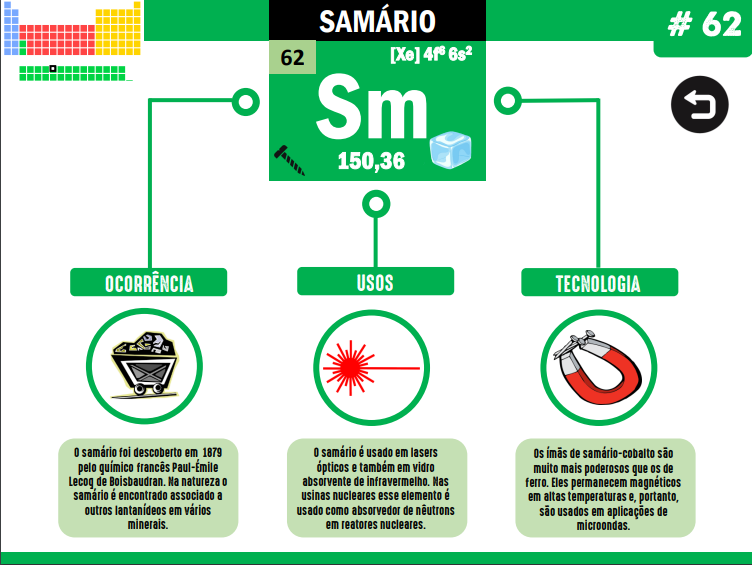 SAMÁRIO
# 62
62
[Xe] 4f⁶ 6s²
Sm
150,36
OCORRÊNCIA
USOS
TECNOLOGIA
O samário foi descoberto em 1879
pelo químico francês Paul-Émile
Lecoq de Boisbaudran. Na natureza o
samário é encontrado associado a
outros lantanídeos em vários
minerais.
O samário é usado em lasers
ópticos e também em vidro
absorvente de infravermelho. Nas
usinas nucleares esse elemento é
usado como absorvedor de nêutrons
em reatores nucleares.
Os ímãs de samário-cobalto são
muito mais poderosos que os de
ferro. Eles permanecem magnéticos
em altas temperaturas e, portanto,
são usados em aplicações de
microondas.